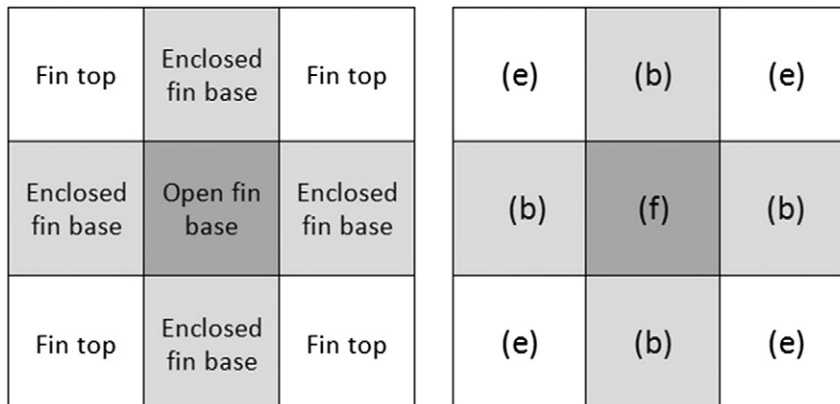 Fin top
Enclosed
fin base
Fin top
(e)
(b)
(e)
Enclosed
fin base
Open fin
base
Enclosed
fin base
(b)
(f)
(b)
Fin top
Enclosed
fin base
Fin top
(e)
(b)
(e)